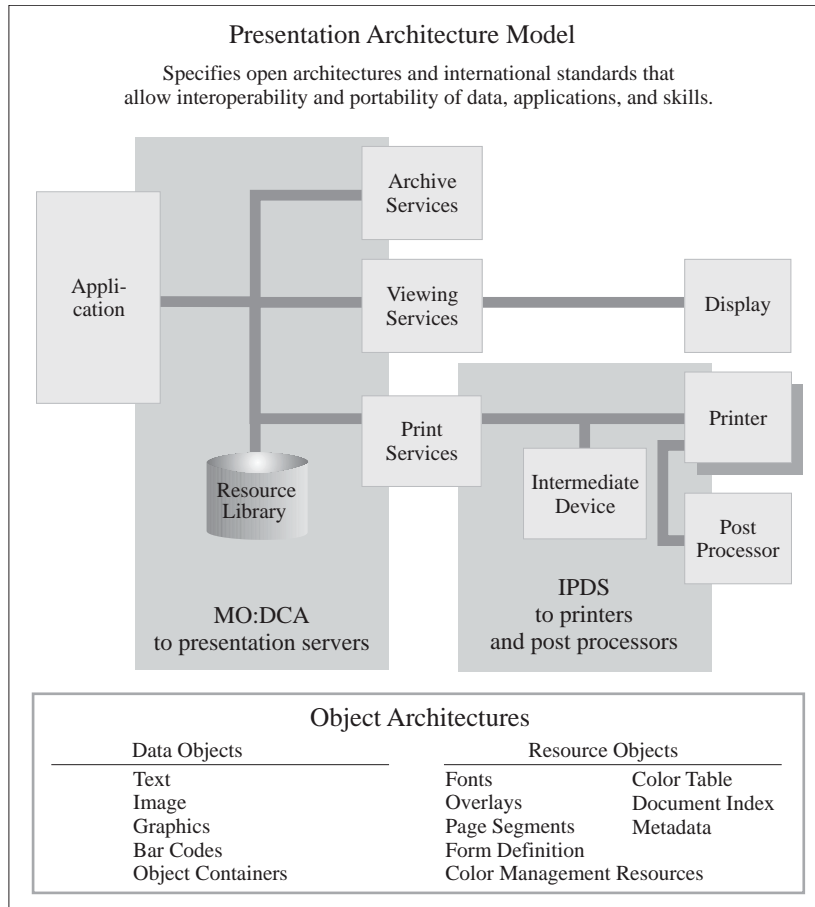 Presentation Architecture Model
Specifies open architectures and international standards that
allow interoperability and portability of data, applications, and skills.
Archive
Services
Appli-
cation
Viewing
Services
Display
Print
Services
Printer
Resource
Library
Intermediate
Device
Post
Processor
MO:DCA
to presentation servers
IPDS
to printers
and post processors
Object Architectures
Data Objects
Text
Image
Graphics
Bar Codes
Object Containers
Resource Objects
Fonts
Overlays
Page Segments
Form Definition
Color Management Resources
Color Table
Document Index
Metadata